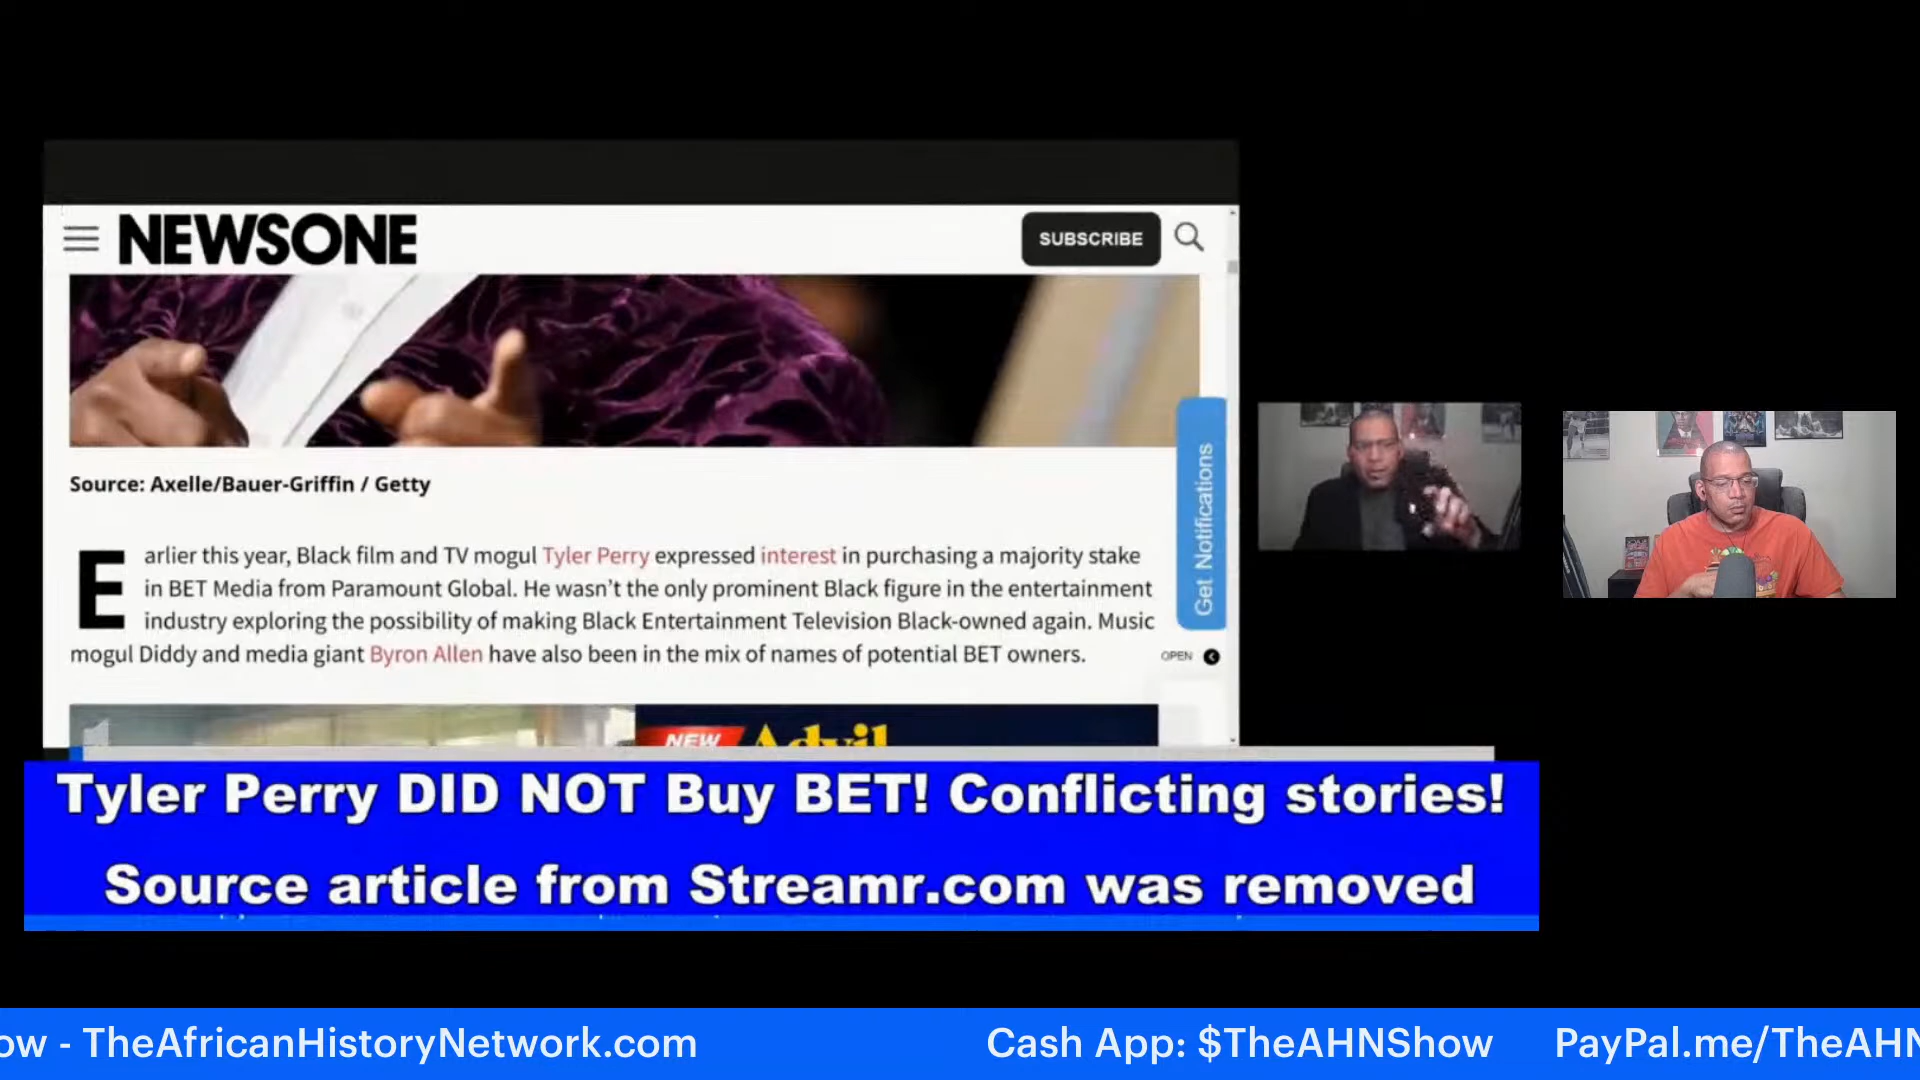 NEWSONE
SUBSCRIBE
Source: Axelle/Bauer-Griffin / Getty
Get Notifications
Earlier this year, Black film and TV mogul Tyler Perry expressed interest in purchasing a majority stake
in BET Media from Paramount Global. He wasn't the only prominent Black figure in the entertainment
industry exploring the possibility of making Black Entertainment Television Black-owned again. Music
mogul Diddy and media giant Byron Allen have also been in the mix of names of potential BET owners.
OPEN
NEW Advil
Tyler Perry DID NOT Buy BET! Conflicting stories!
Source article from Streamr.com was removed
ow - TheAfricanHistoryNetwork.com Cash App: $TheAHNShow PayPal.me/TheAHN